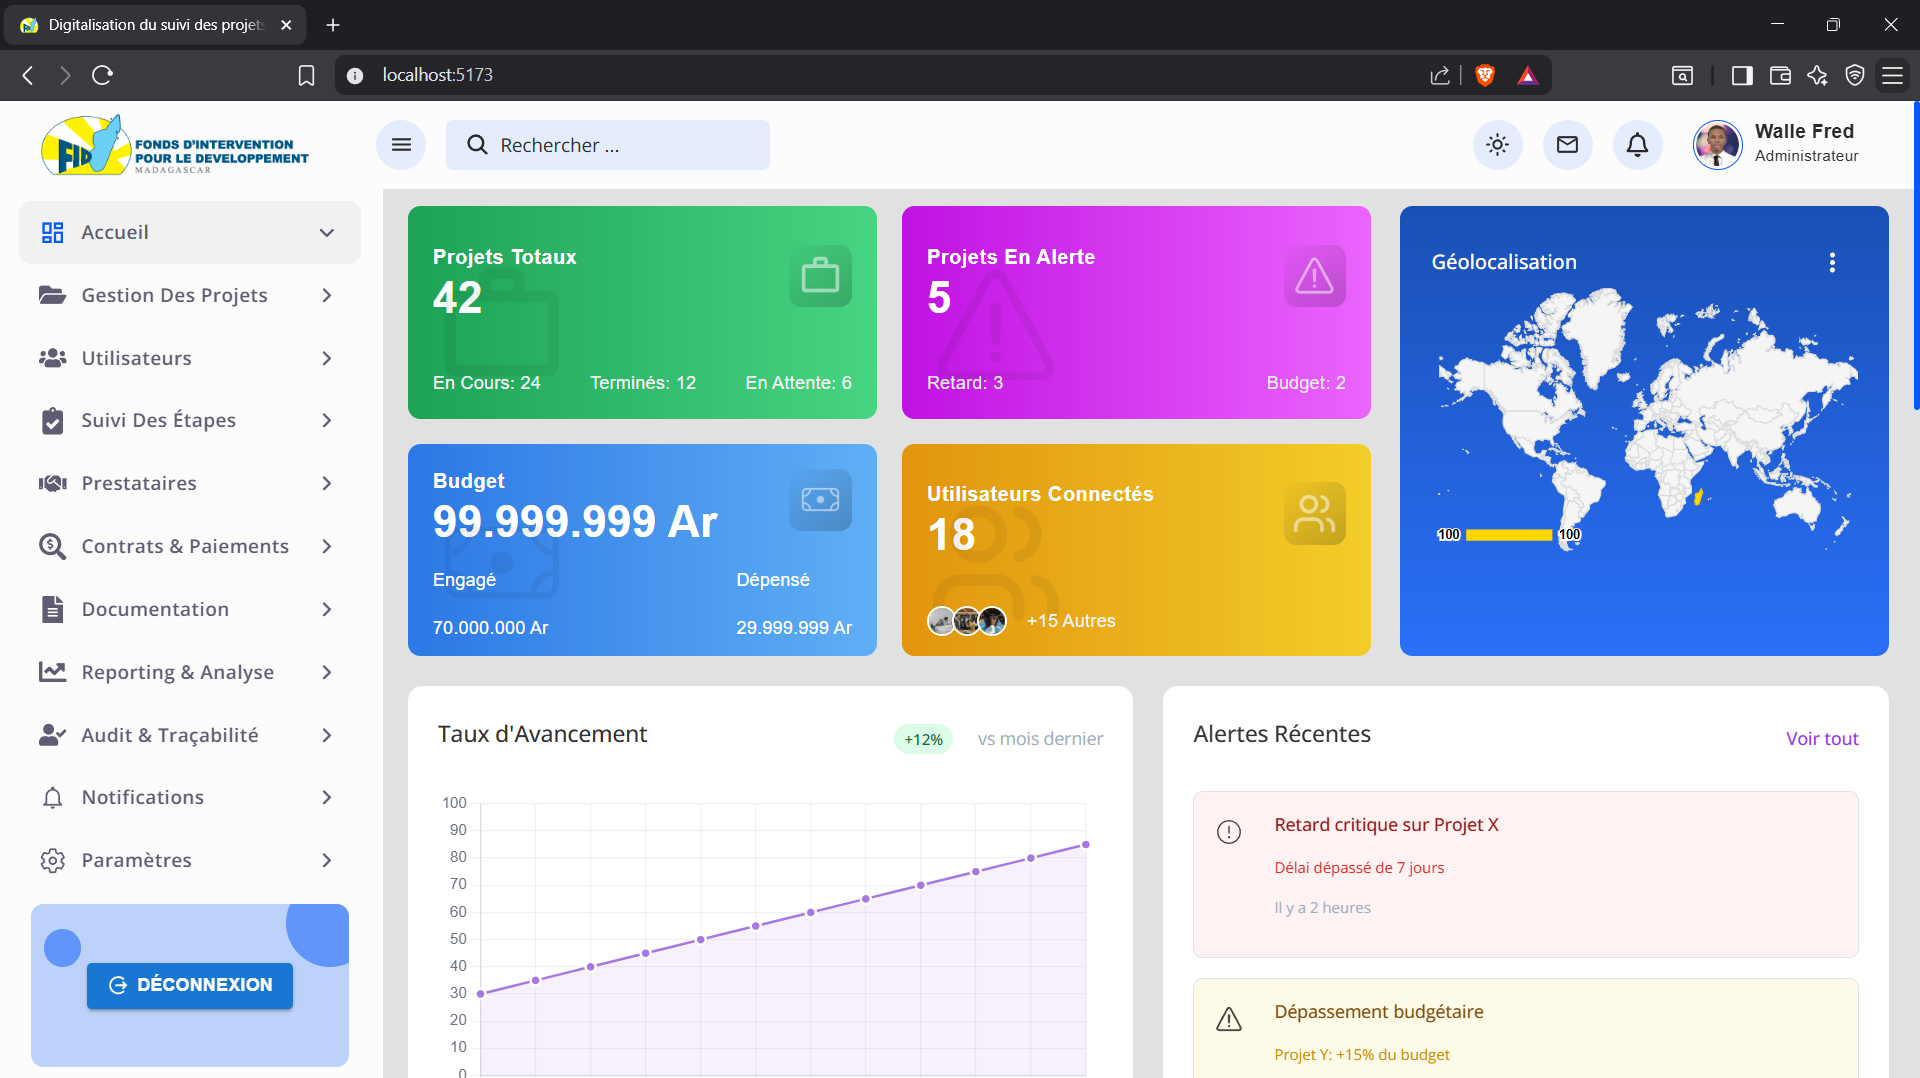 Digitalisation du suivi des projets
localhost:5173
FID
FONDS D'INTERVENTION
POUR LE DEVELOPPEMENT
MADAGASCAR
Rechercher ...
Walle Fred
Administrateur
Accueil
Gestion Des Projets
Utilisateurs
Suivi Des Étapes
Prestataires
Contrats & Paiements
Documentation
Reporting & Analyse
Audit & Traçabilité
Notifications
Paramètres
DÉCONNEXION
Projets Totaux
42
En Cours: 24 Terminés: 12 En Attente: 6
Projets En Alerte
5
Retard: 3 Budget: 2
Budget
99.999.999 Ar
Engagé Dépensé
70.000.000 Ar 29.999.999 Ar
Utilisateurs Connectés
18
+15 Autres
Géolocalisation
100 100
Taux d'Avancement +12% vs mois dernier
100
90
80
70
60
50
40
30
20
10
0
Alertes Récentes Voir tout
Retard critique sur Projet X
Délai dépassé de 7 jours
Il y a 2 heures
Dépassement budgétaire
Projet Y: +15% du budget